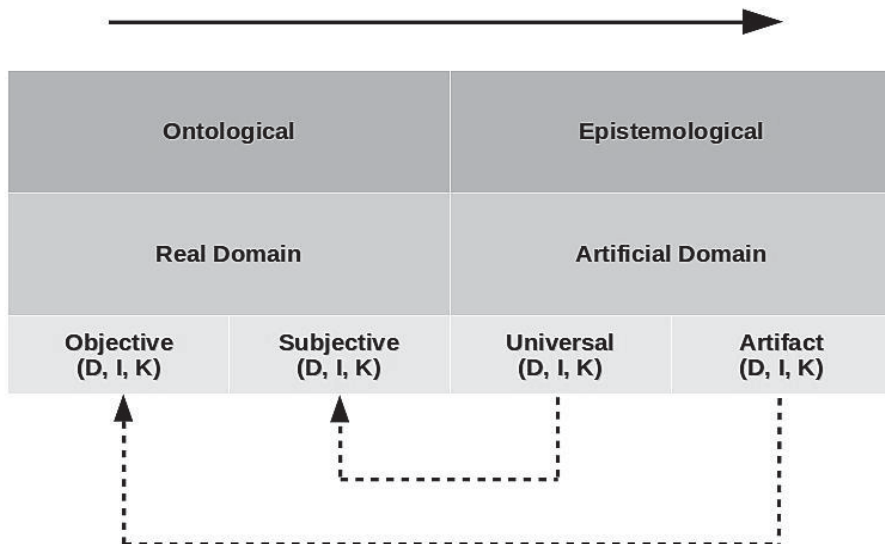 Ontological
Epistemological
Real Domain
Artificial Domain
Objective
(D, I, K)
Subjective
(D, I, K)
Universal
(D, I, K)
Artifact
(D, I, K)